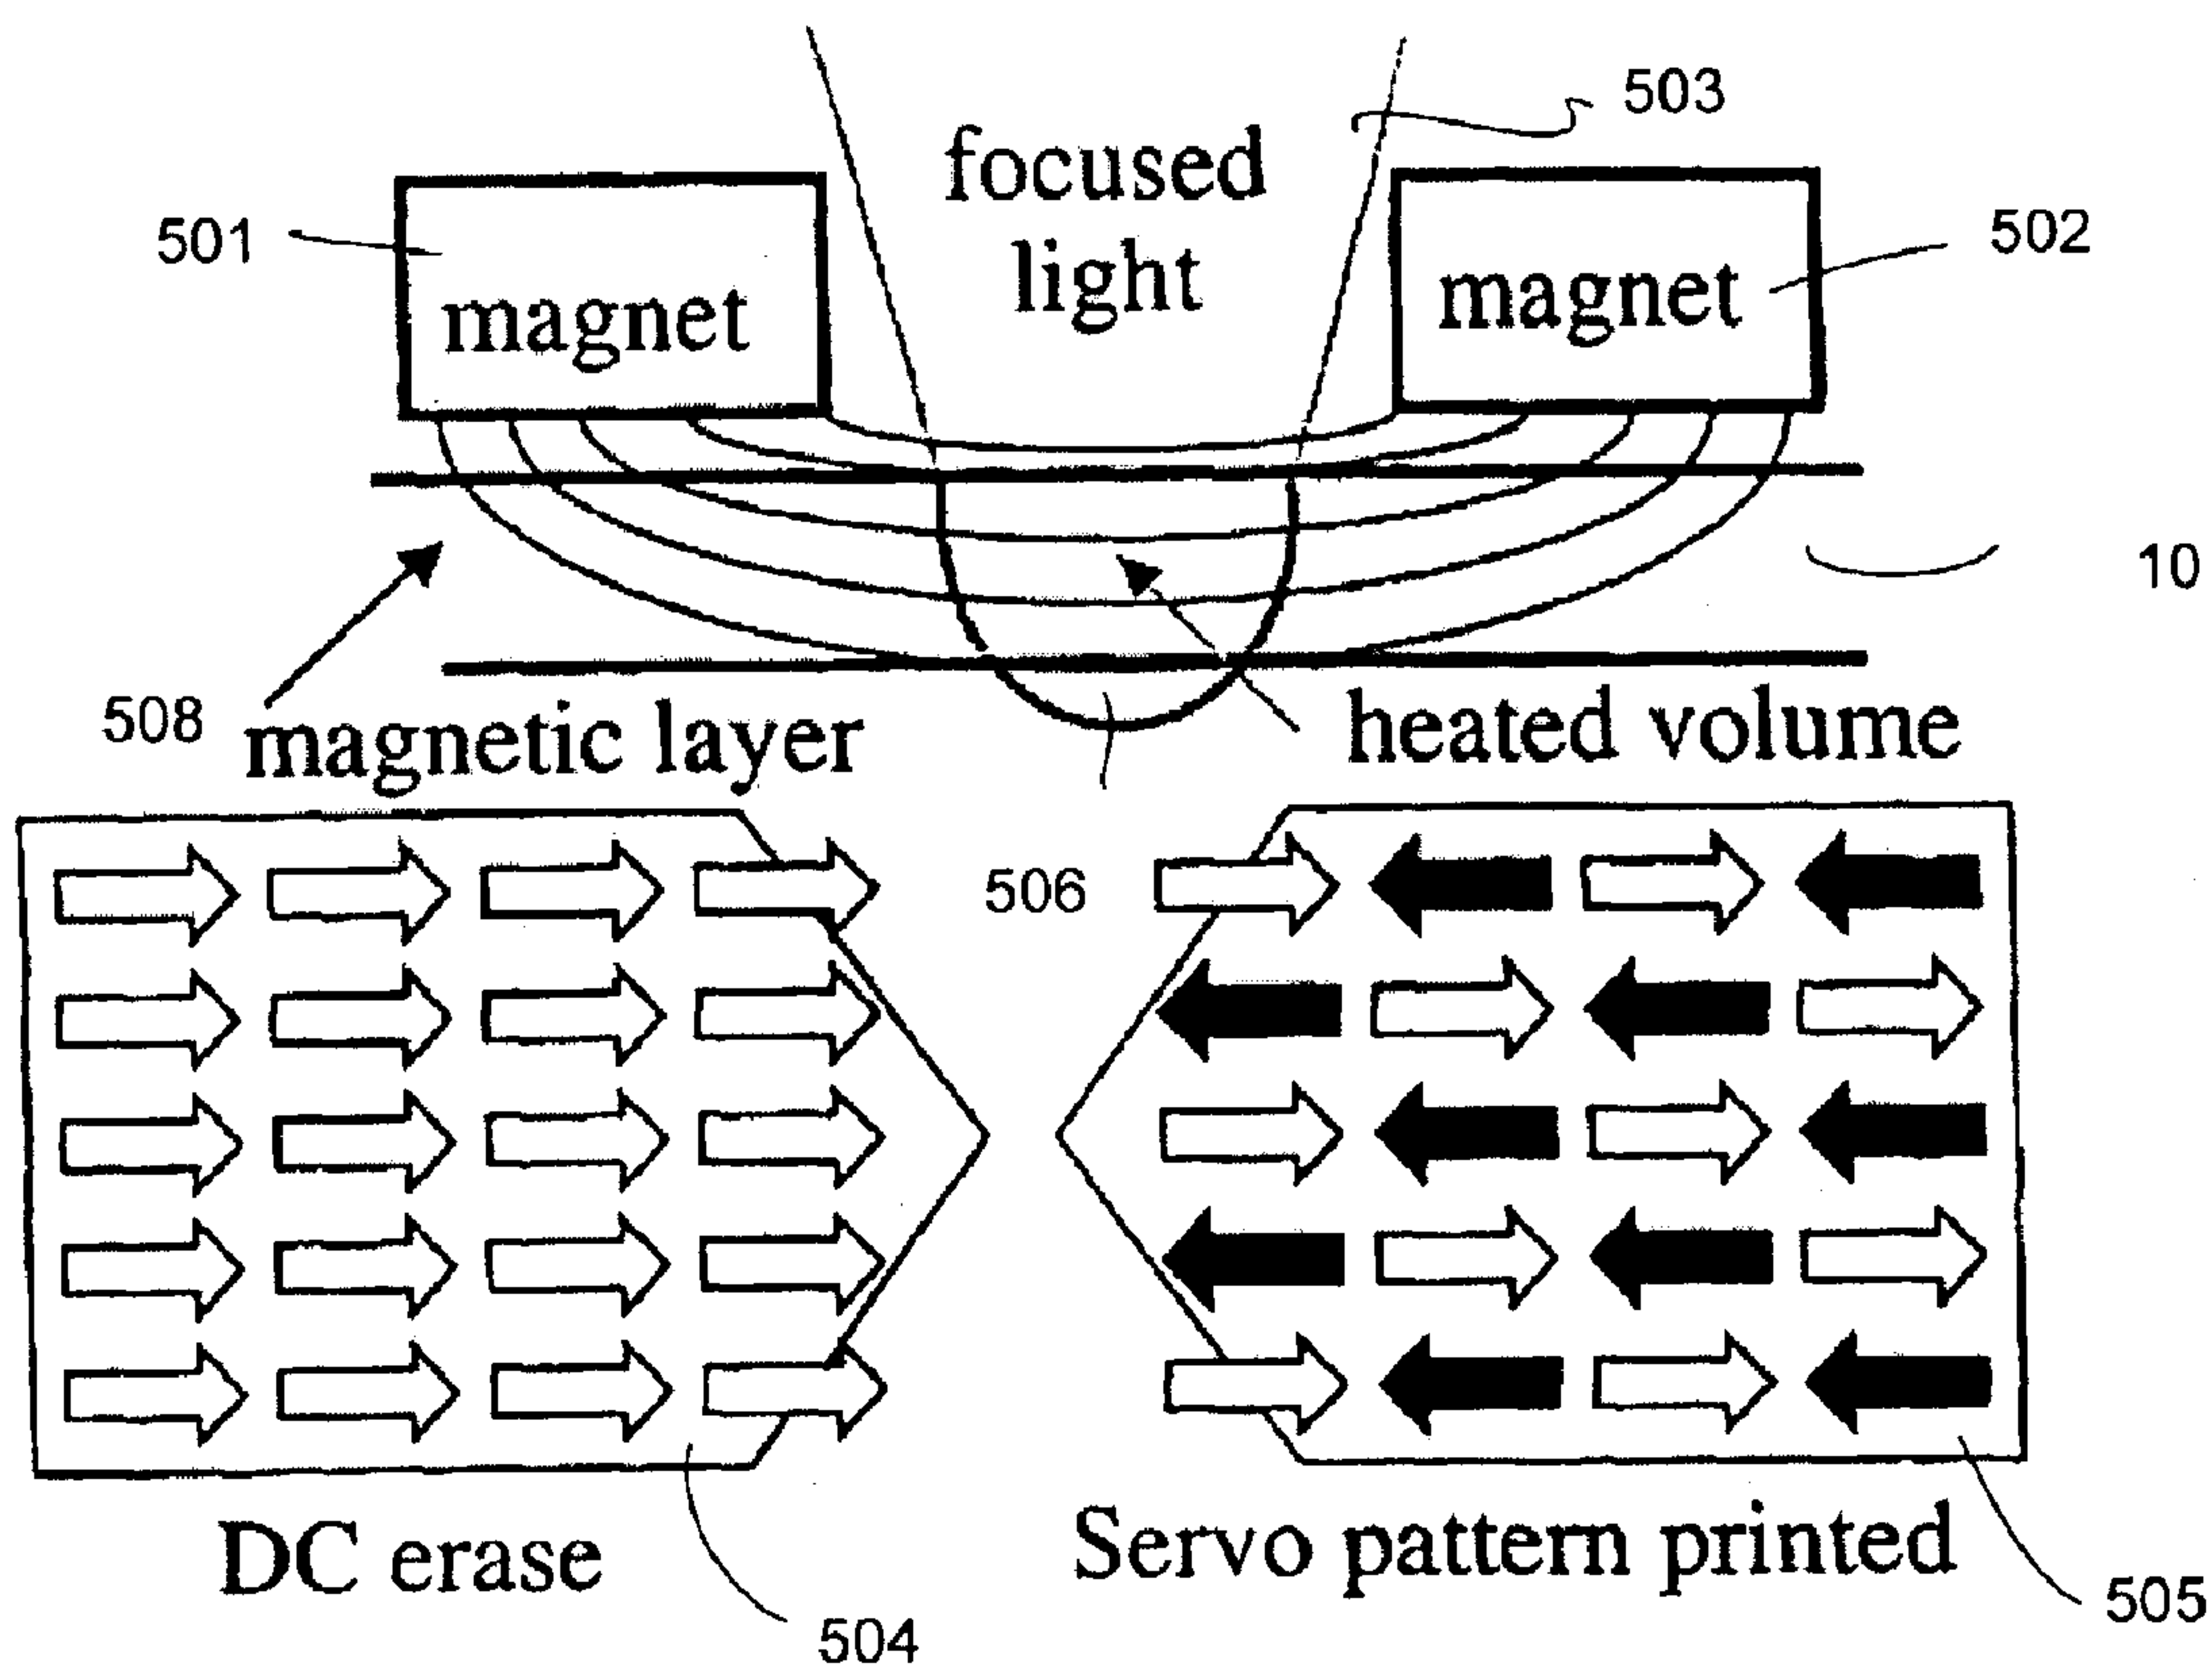 503
focused
light
501
magnet
magnet
502
10
508
magnetic layer
heated volume
506
DC erase
Servo pattern printed
504
505